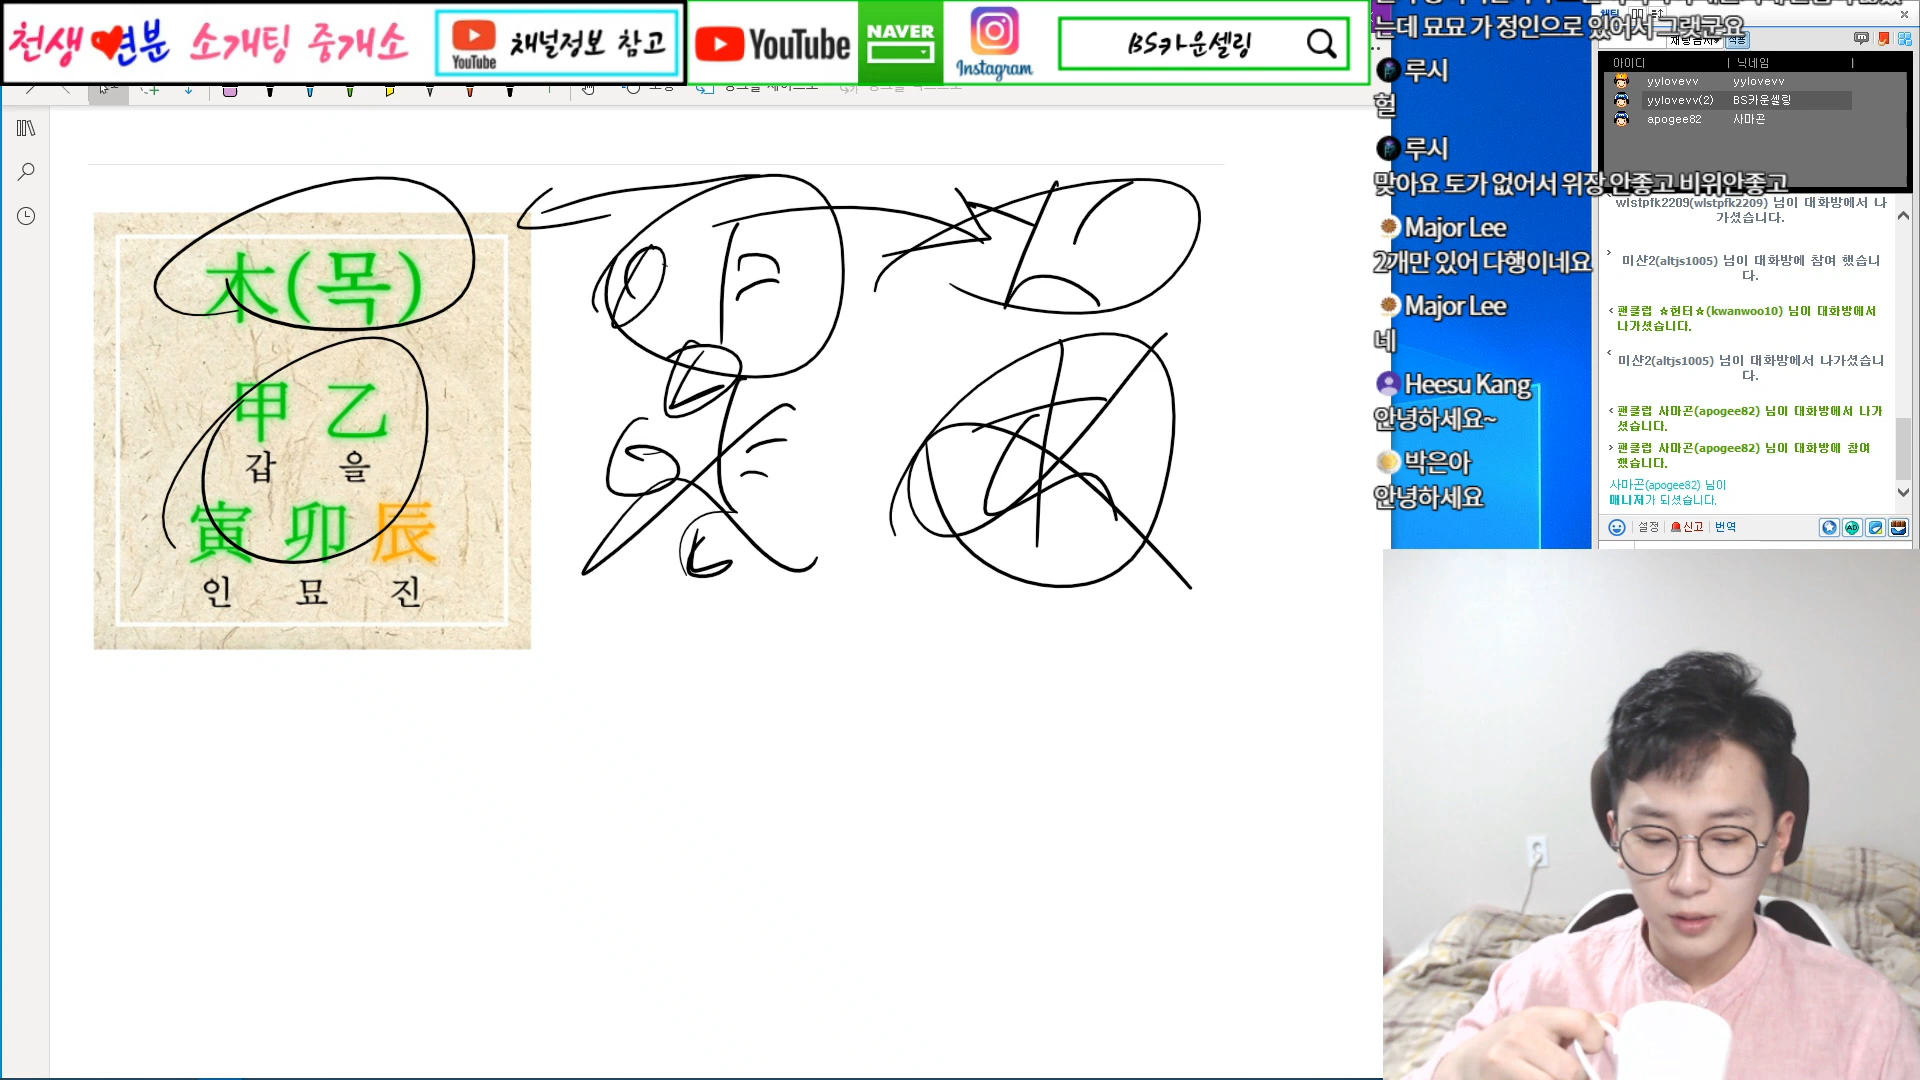 천생♥연분 소개팅 중개소
YouTube
채널정보 참고
YouTube
NAVER
Instagram
BS카운셀링
木(목)
甲 乙
갑 을
寅 卯 辰
인 묘 진
는데 묘묘가 정인으로 있어서 그랫군요
루시
헐
루시
맞아요 토가 없어서 위장 안좋고 비위안좋고
Major Lee
2개만 있어 다행이네요
Major Lee
네
Heesu Kang
안녕하세요~
박은아
안녕하세요
아이디 | 닉네임 |
yylovevv yylovevv
yylovevv(2) BS카운셀링
apogee82 사마곤
wlstpfk2209(wlstpfk2209) 님이 대화방에서 나
가셨습니다.
미샨2(altjs1005) 님이 대화방에 참여 했습니
다.
팬클럽 ★헌터★(kwanwoo10) 님이 대화방에서
나가셨습니다.
미샨2(altjs1005) 님이 대화방에서 나가셨습니
다.
팬클럽 사마곤(apogee82) 님이 대화방에서 나가
셨습니다.
팬클럽 사마곤(apogee82) 님이 대화방에 참여
했습니다.
사마곤(apogee82) 님이
매니저가 되셨습니다.
설정 신고 번역